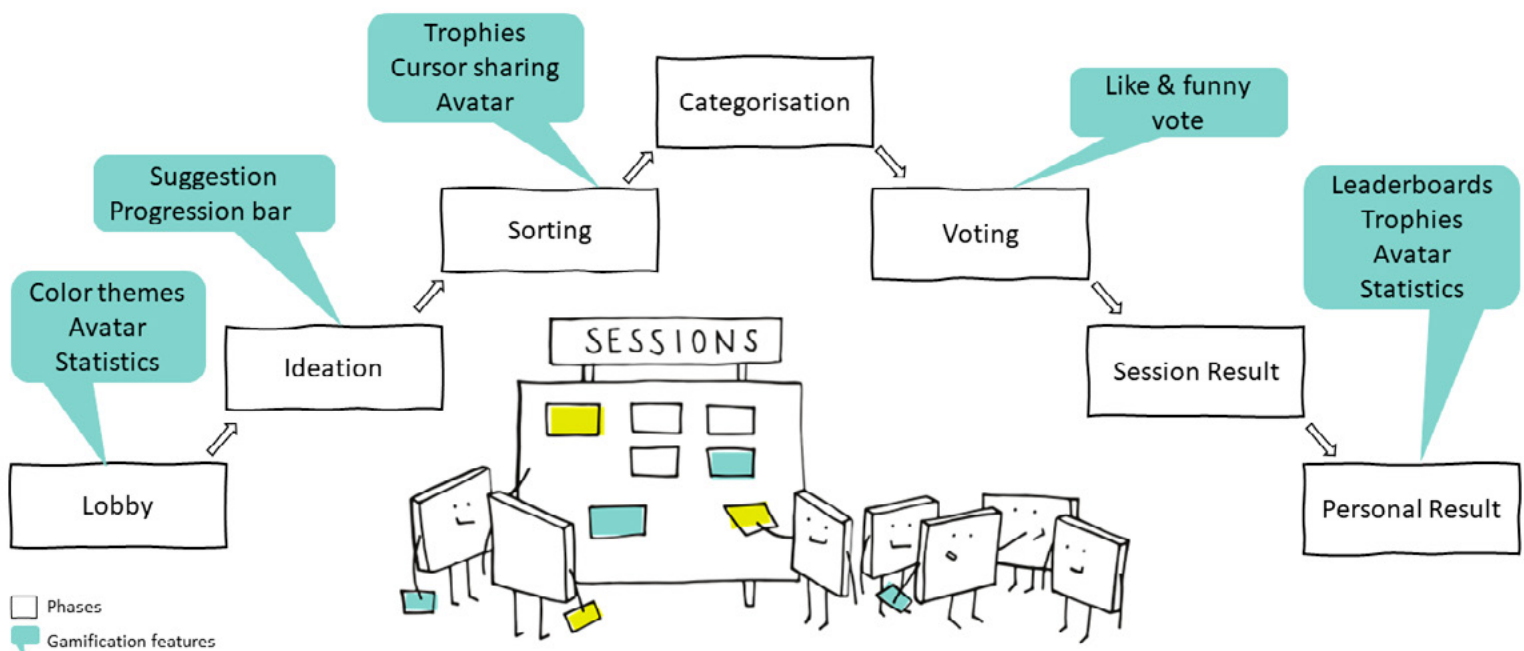 Trophies
Cursor sharing
Avatar
Categorisation
Like & funny
vote
Suggestion
Progression bar
Sorting
Voting
Leaderboards
Trophies
Avatar
Statistics
Color themes
Avatar
Statistics
Ideation
SESSIONS
Session Result
Lobby
Personal Result
Phases
Gamification features